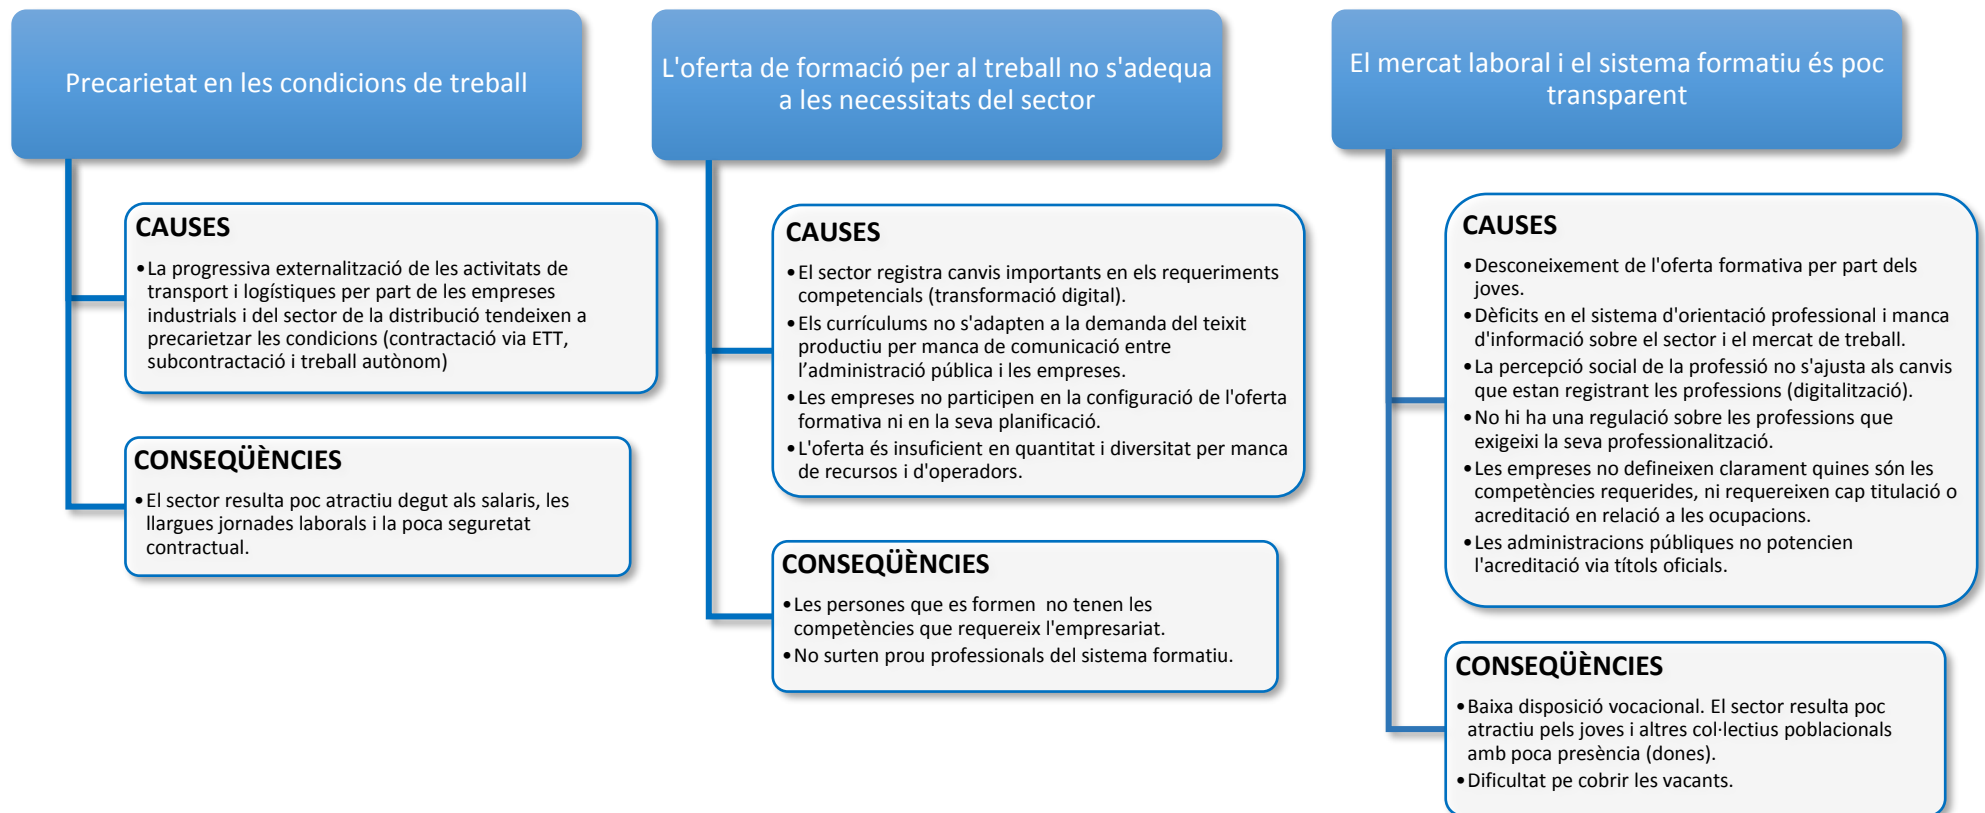 Precarietat en les condicions de treball
CAUSES
•La progressiva externalització de les activitats de
transport i logístiques per part de les empreses
industrials i del sector de la distribució tendeixen a
precarietzar les condicions (contractació via ETT,
subcontractació i treball autònom)
CONSEQÜÈNCIES
•El sector resulta poc atractiu degut als salaris, les
llargues jornades laborals i la poca seguretat
contractual.
L'oferta de formació per al treball no s'adequa
a les necessitats del sector
CAUSES
•El sector registra canvis importants en els requeriments
competencials (transformació digital).
•Els currículums no s'adapten a la demanda del teixit
productiu per manca de comunicació entre
l’administració pública i les empreses.
•Les empreses no participen en la configuració de l'oferta
formativa ni en la seva planificació.
•L'oferta és insuficient en quantitat i diversitat per manca
de recursos i d'operadors.
CONSEQÜÈNCIES
•Les persones que es formen  no tenen les
competències que requereix l'empresariat.
•No surten prou professionals del sistema formatiu.
El mercat laboral i el sistema formatiu és poc
transparent
CAUSES
•Desconeixement de l'oferta formativa per part dels
joves.
•Dèficits en el sistema d'orientació professional i manca
d'informació sobre el sector i el mercat de treball.
•La percepció social de la professió no s'ajusta als canvis
que estan registrant les professions (digitalització).
•No hi ha una regulació sobre les professions que
exigeixi la seva professionalització.
•Les empreses no defineixen clarament quines són les
competències requerides, ni requereixen cap titulació o
acreditació en relació a les ocupacions.
•Les administracions públiques no potencien
l'acreditació via títols oficials.
CONSEQÜÈNCIES
•Baixa disposició vocacional. El sector resulta poc
atractiu pels joves i altres col·lectius poblacionals
amb poca presència (dones).
•Dificultat pe cobrir les vacants.